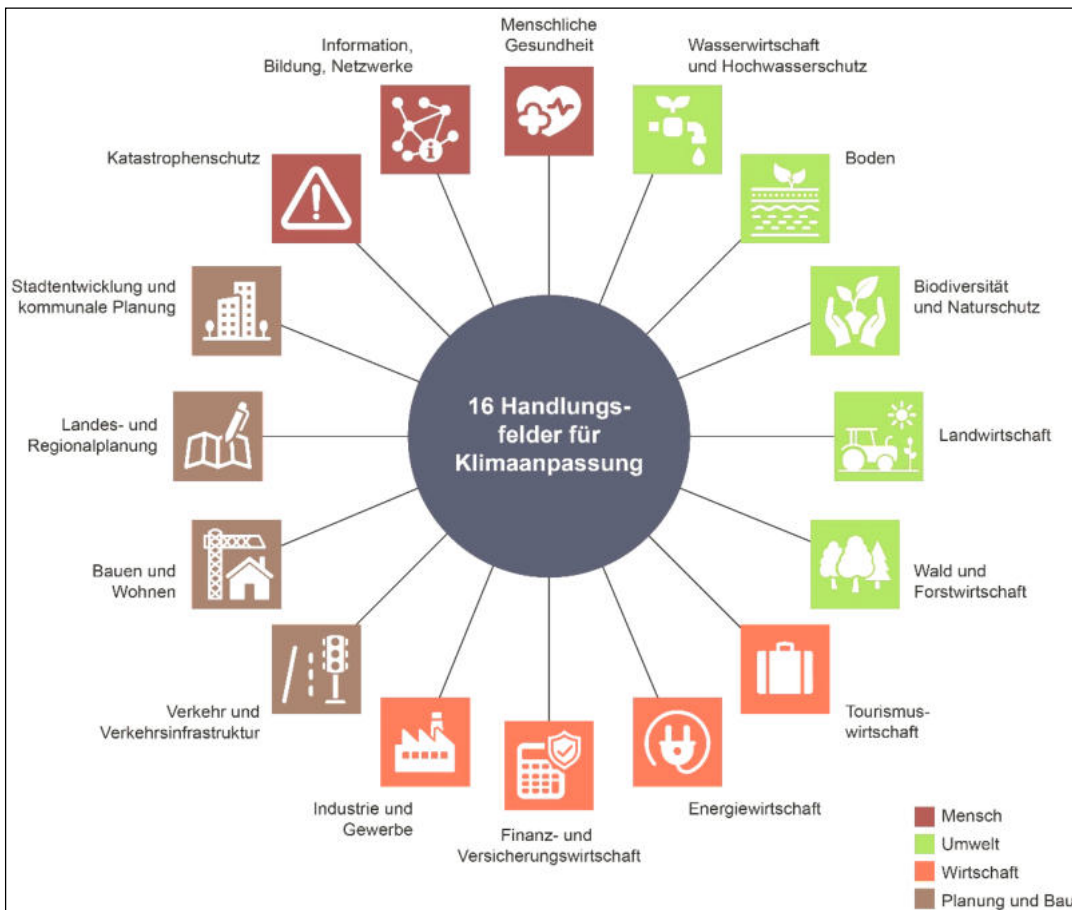 Menschliche
Gesundheit
Wasserwirtschaft
und Hochwasserschutz
Boden
Biodiversität
und Naturschutz
Landwirtschaft
Wald und
Forstwirtschaft
Tourismus-
wirtschaft
Energiewirtschaft
Finanz- und
Versicherungswirtschaft
Industrie und
Gewerbe
Verkehr und
Verkehrsinfrastruktur
Bauen und
Wohnen
Landes- und
Regionalplanung
Stadtentwicklung und
kommunale Planung
Katastrophenschutz
Information,
Bildung, Netzwerke
16 Handlungs-
felder für
Klimaanpassung
Mensch
Umwelt
Wirtschaft
Planung und Bau